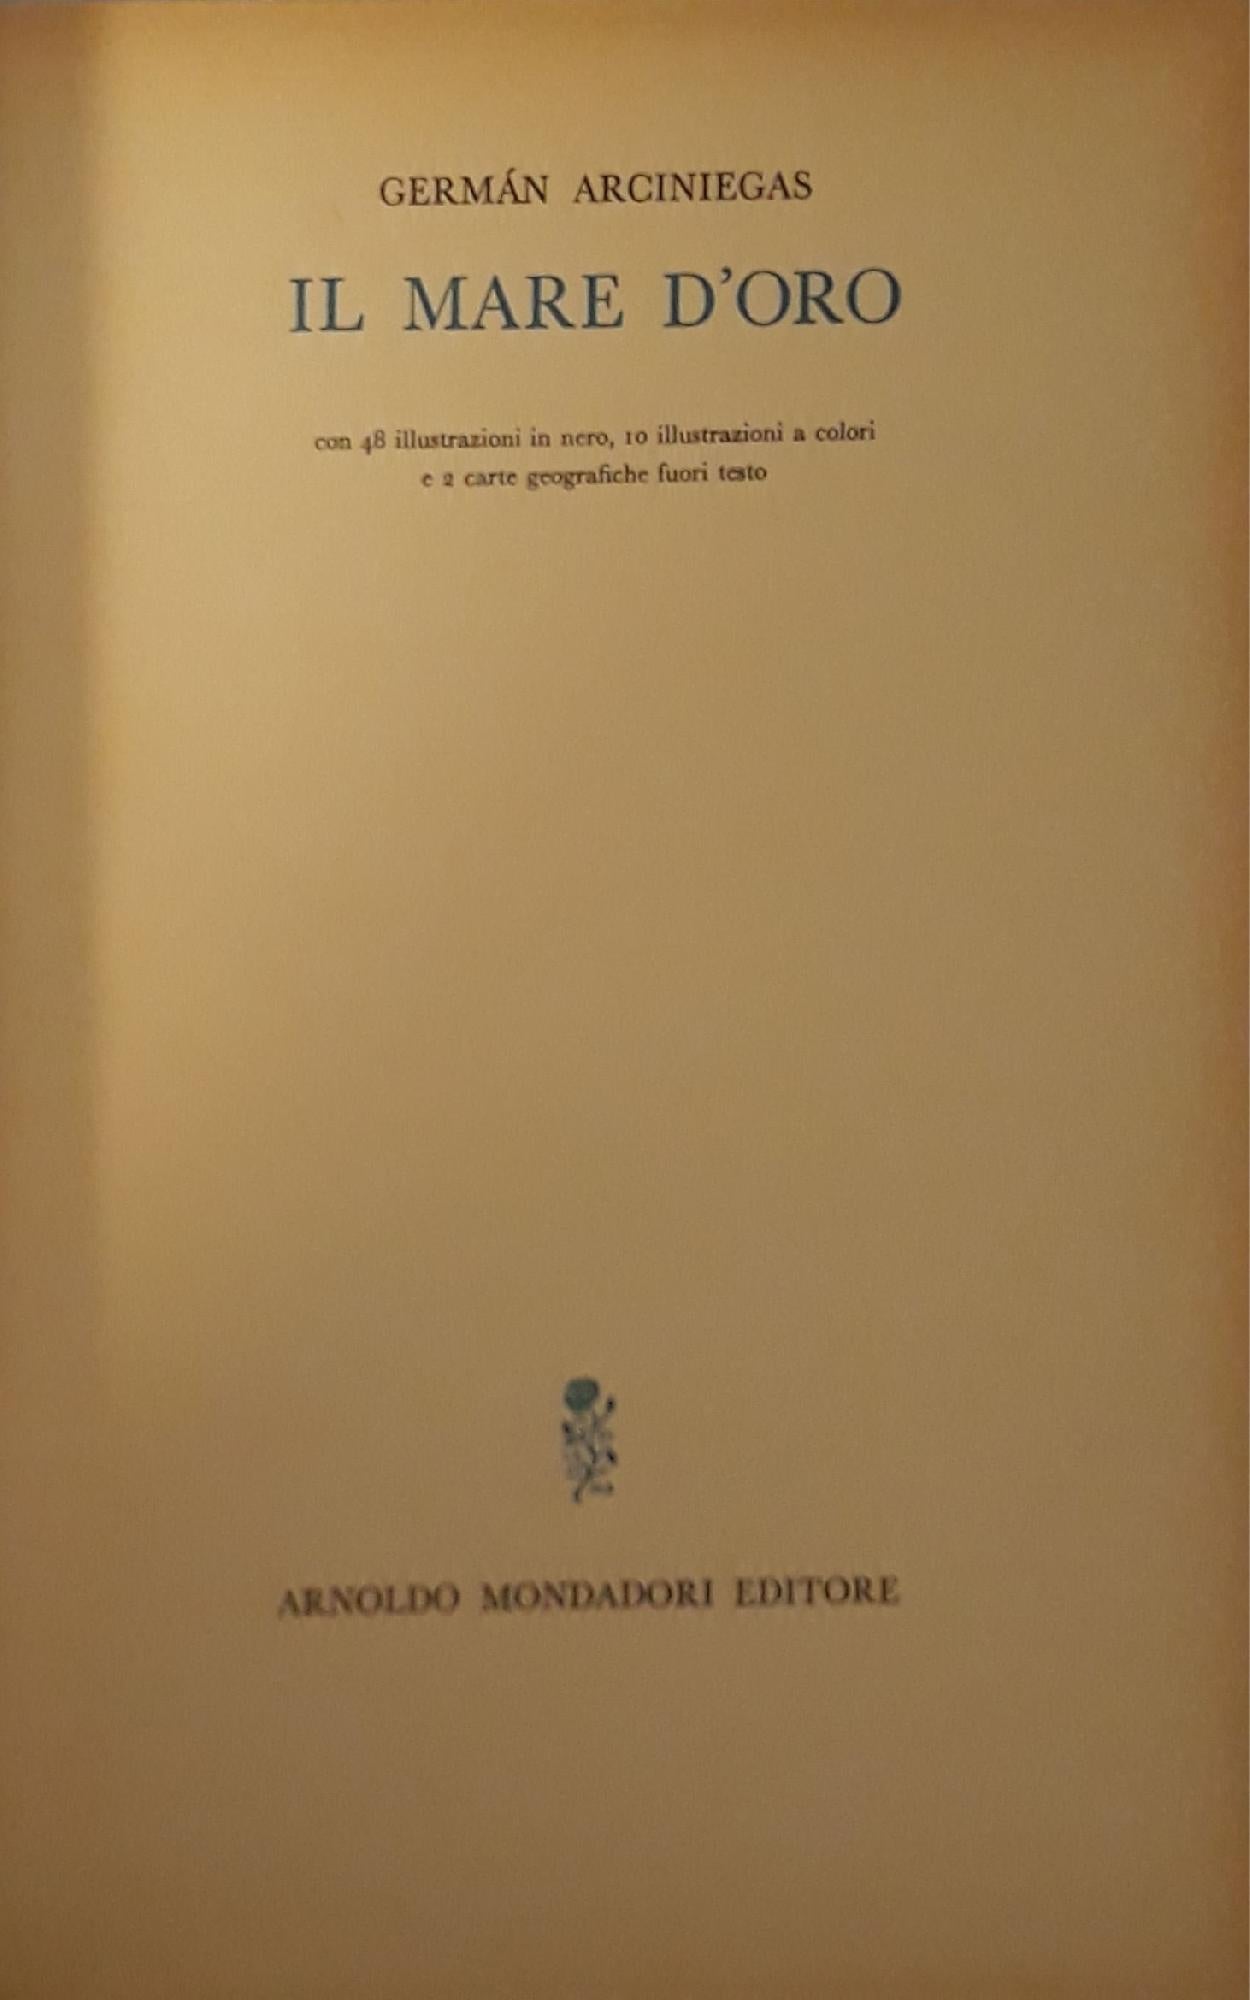 GERMÁN ARCINIEGAS
IL MARE D'ORO
con 48 illustrazioni in nero, 10 illustrazioni a colori
e 2 carte geografiche fuori testo
ARNOLDO MONDADORI EDITORE